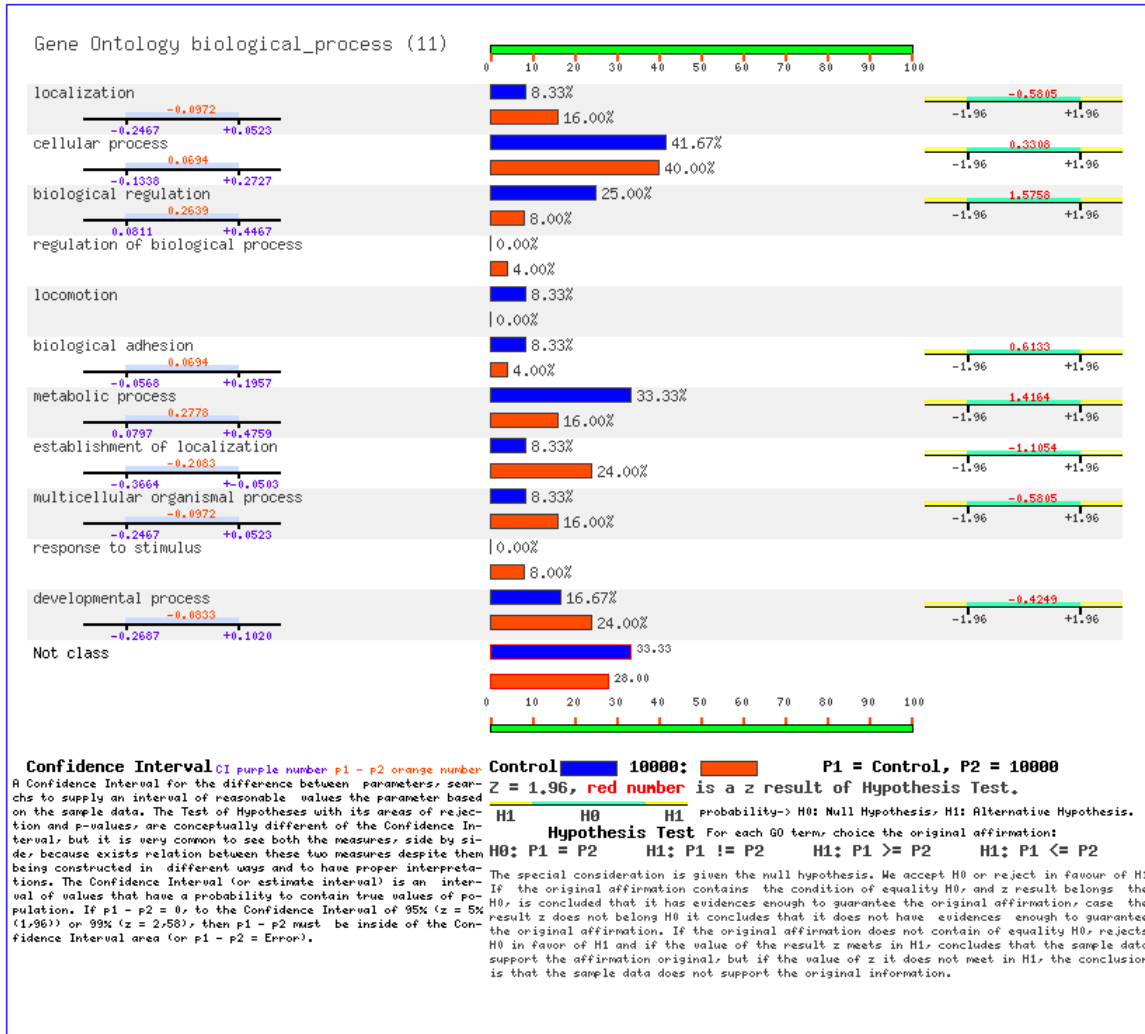 Gene Ontology biological_process (11)
0 10 20 30 40 50 60 70 80 90 100
localization
8.33%
-0.5805
-0.0972
16.00%
-1.96 +1.96
-0.2467 +0.0523
cellular process
41.67%
0.3308
0.0694
40.00%
-1.96 +1.96
-0.1338 +0.2727
biological regulation
25.00%
1.5758
0.2639
8.00%
-1.96 +1.96
0.0811 +0.4467
regulation of biological process
0.00%
4.00%
locomotion
8.33%
0.00%
biological adhesion
8.33%
0.6133
0.0694
4.00%
-1.96 +1.96
-0.0568 +0.1957
metabolic process
33.33%
1.4164
0.2778
16.00%
-1.96 +1.96
0.0797 +0.4759
establishment of localization
8.33%
-1.1054
-0.2083
24.00%
-1.96 +1.96
-0.3664 +-0.0503
multicellular organismal process
8.33%
-0.5805
-0.0972
16.00%
-1.96 +1.96
-0.2467 +0.0523
response to stimulus
0.00%
8.00%
developmental process
16.67%
-0.4249
-0.0833
24.00%
-1.96 +1.96
-0.2687 +0.1020
Not class
33.33
28.00
0 10 20 30 40 50 60 70 80 90 100
Confidence Interval CI purple number p1 - p2 orange number
A Confidence Interval for the difference between parameters, sear-
chs to supply an interval of reasonable values the parameter based
on the sample data. The Test of Hypotheses with its areas of rejec-
tion and p-values, are conceptually different of the Confidence In-
terval, but it is very common to see both the measures, side by si-
de, because exists relation between these two measures despite them
being constructed in different ways and to have proper interpreta-
tions. The Confidence Interval (or estimate interval) is an inter-
val of values that have a probability to contain true values of po-
pulation. If p1 - p2 = 0, to the Confidence Interval of 95% (z = 5%
(1,96)) or 99% (z = 2,58), then p1 - p2 must be inside of the Con-
fidence Interval area (or p1 - p2 = Error).
Control 10000: P1 = Control, P2 = 10000
Z = 1.96, red number is a z result of Hypothesis Test.
H1 H0 H1 probability-> H0: Null Hypothesis, H1: Alternative Hypothesis.
Hypothesis Test For each GO term, choice the original affirmation:
H0: P1 = P2 H1: P1 != P2 H1: P1 >= P2 H1: P1 <= P2
The special consideration is given the null hypothesis. We accept H0 or reject in favour of H1
If the original affirmation contains the condition of equality H0, and z result belongs the
H0, is concluded that it has evidences enough to guarantee the original affirmation, case the
result z does not belong H0 it concludes that it does not have evidences enough to guarantee
the original affirmation. If the original affirmation does not contain of equality H0, rejects
H0 in favor of H1 and if the value of the result z meets in H1, concludes that the sample data
support the affirmation original, but if the value of z it does not meet in H1, the conclusion
is that the sample data does not support the original information.